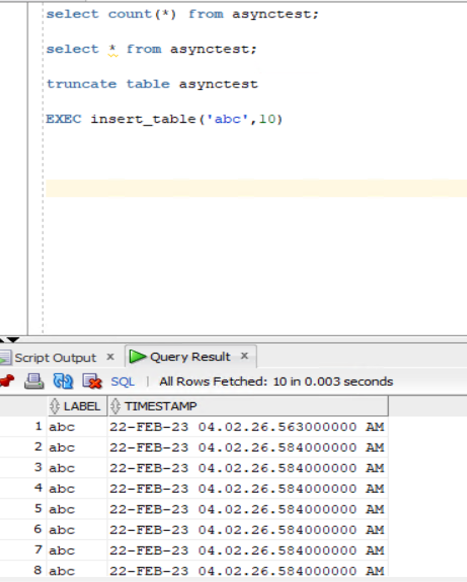 select count(*) from asynctest;
select * from asynctest;
truncate table asynctest
EXEC insert_table('abc',10)
Script Output × Query Result ×
SQL | All Rows Fetched: 10 in 0.003 seconds
LABEL TIMESTAMP
1 abc 22-FEB-23 04.02.26.563000000 AM
2 abc 22-FEB-23 04.02.26.584000000 AM
3 abc 22-FEB-23 04.02.26.584000000 AM
4 abc 22-FEB-23 04.02.26.584000000 AM
5 abc 22-FEB-23 04.02.26.584000000 AM
6 abc 22-FEB-23 04.02.26.584000000 AM
7 abc 22-FEB-23 04.02.26.584000000 AM
8 abc 22-FEB-23 04.02.26.584000000 AM